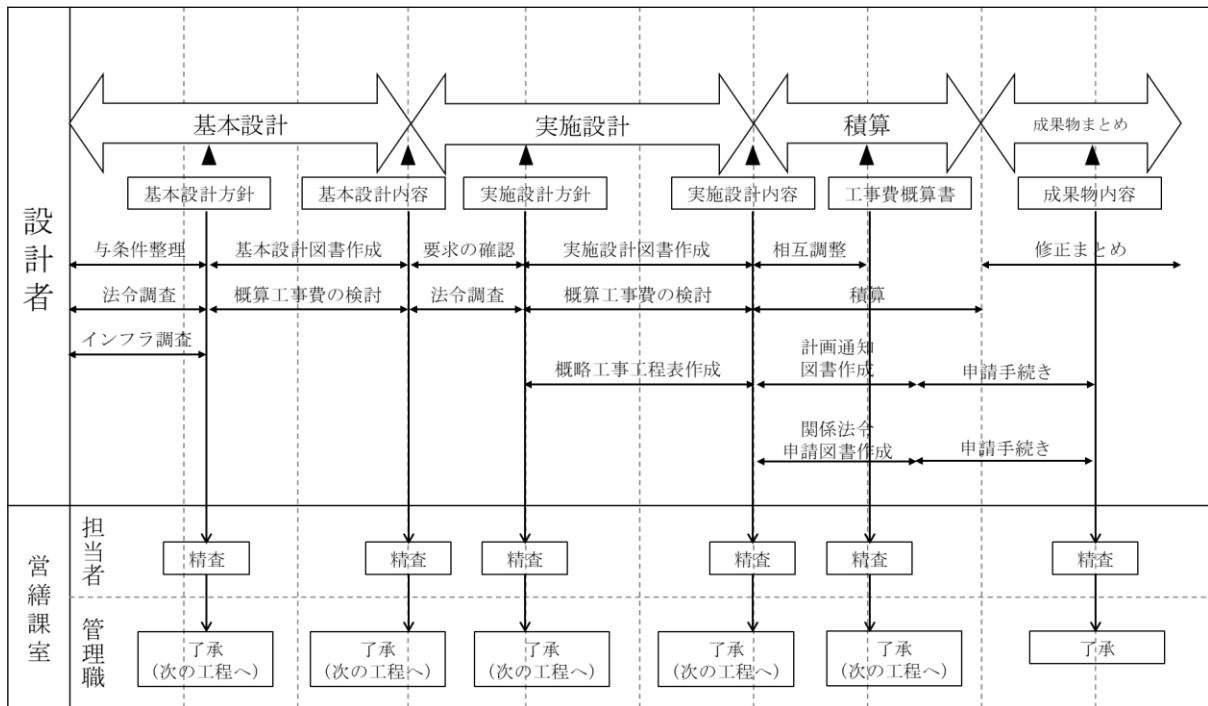 設計者
基本設計
実施設計
積算
成果物まとめ
基本設計方針
基本設計内容
実施設計方針
実施設計内容
工事費概算書
成果物内容
与条件整理
基本設計図書作成
要求の確認
実施設計図書作成
相互調整
修正まとめ
法令調査
概算工事費の検討
法令調査
概算工事費の検討
積算
インフラ調査
概略工事工程表作成
計画通知
図書作成
申請手続き
関係法令
申請図書作成
申請手続き
営繕課室
担当者
精査
精査
精査
精査
精査
精査
管理職
了承
(次の工程へ)
了承
(次の工程へ)
了承
(次の工程へ)
了承
(次の工程へ)
了承
(次の工程へ)
了承